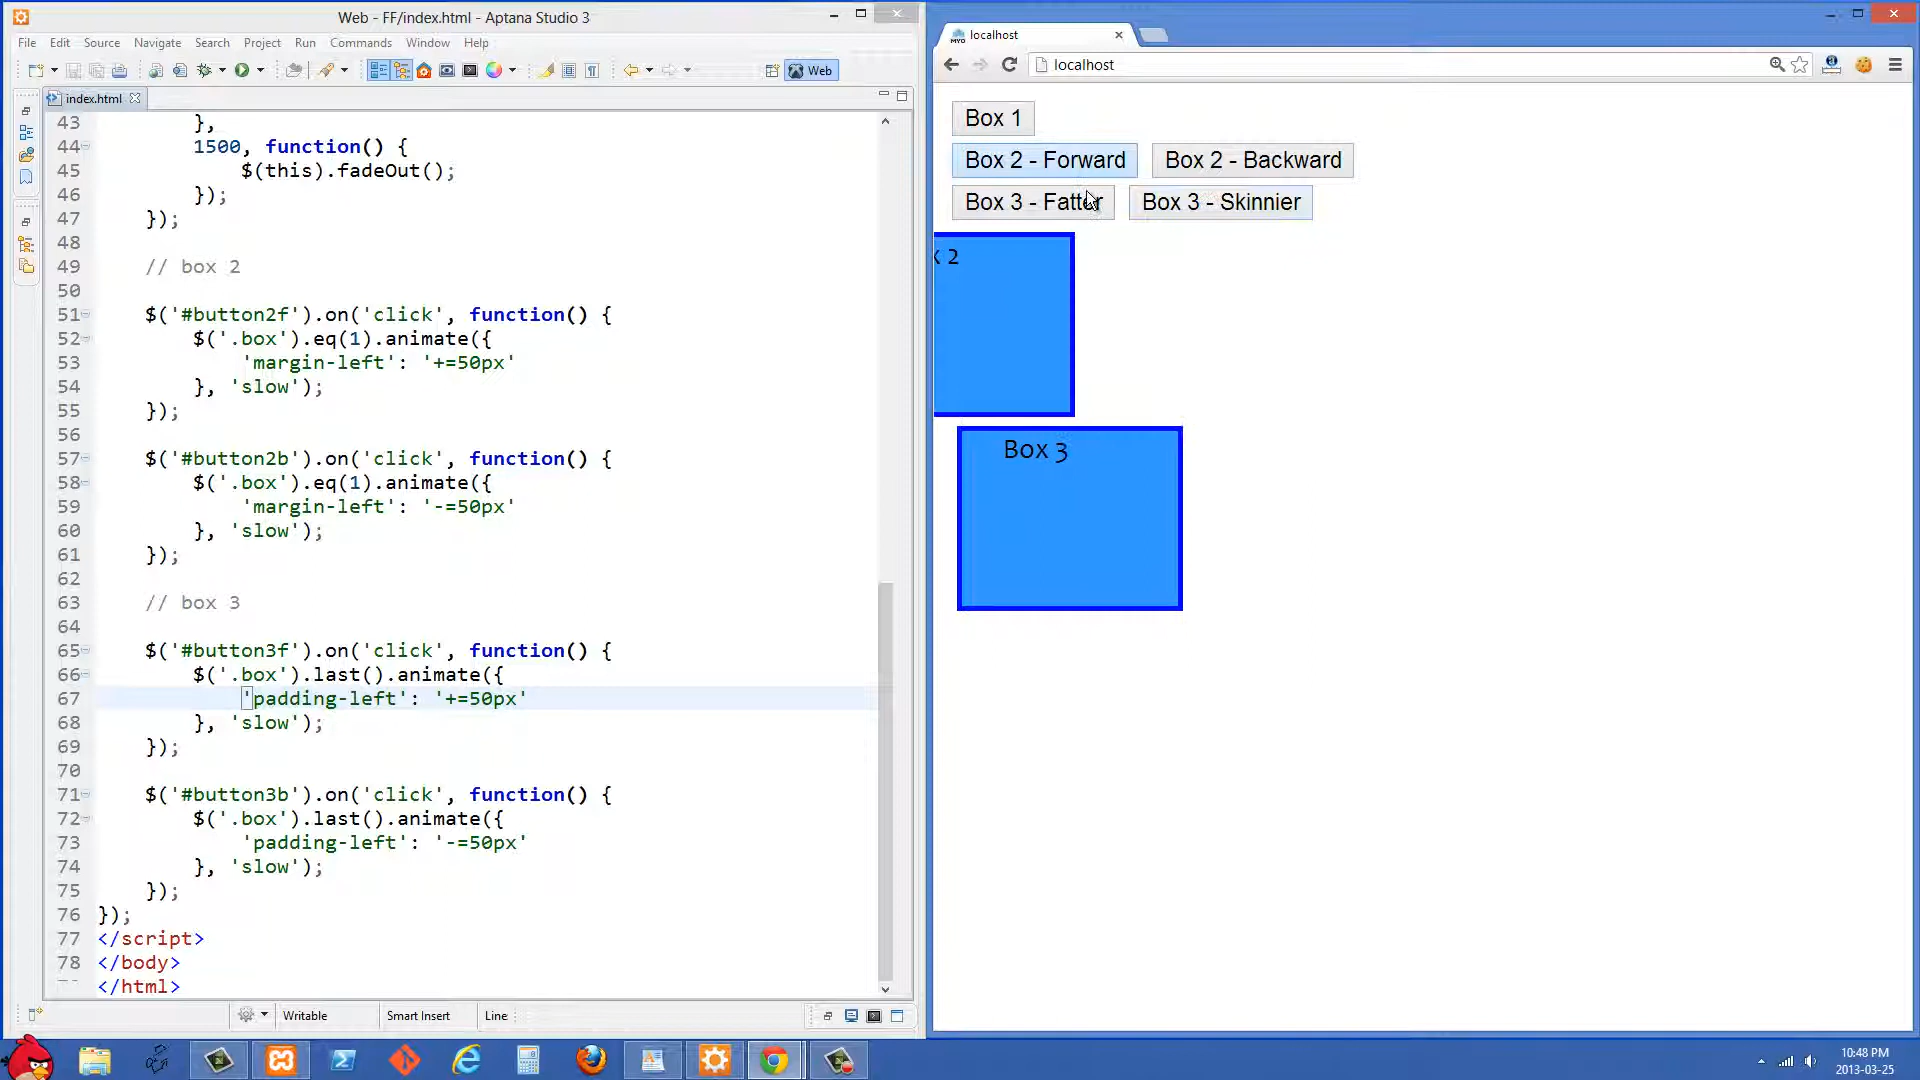 Web - FF/index.html - Aptana Studio 3
File Edit Source Navigate Search Project Run Commands Window Help
Web
index.html
43 },
44 1500, function() {
45 $(this).fadeOut();
46 });
47 });
48
49 // box 2
50
51 $('#button2f').on('click', function() {
52 $('.box').eq(1).animate({
53 'margin-left': '+=50px'
54 }, 'slow');
55 });
56
57 $('#button2b').on('click', function() {
58 $('.box').eq(1).animate({
59 'margin-left': '-=50px'
60 }, 'slow');
61 });
62
63 // box 3
64
65 $('#button3f').on('click', function() {
66 $('.box').last().animate({
67 'padding-left': '+=50px'
68 }, 'slow');
69 });
70
71 $('#button3b').on('click', function() {
72 $('.box').last().animate({
73 'padding-left': '-=50px'
74 }, 'slow');
75 });
76 });
77 </script>
78 </body>
</html>
Writable Smart Insert Line
localhost
localhost
Box 1
Box 2 - Forward Box 2 - Backward
Box 3 - Fatter Box 3 - Skinnier
x 2
Box 3
10:48 PM
2013-03-25